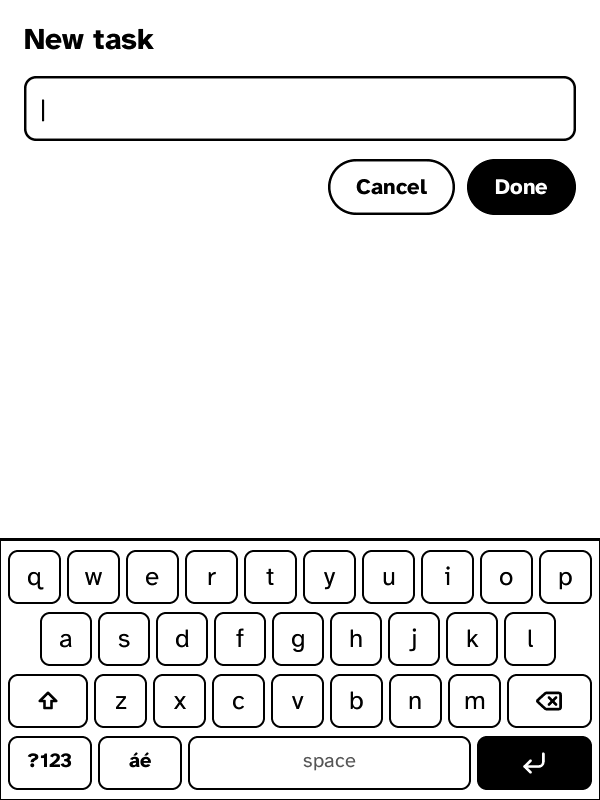 New task
Cancel Done
q w e r t y u i o p
a s d f g h j k l
z x c v b n m
?123 áé space